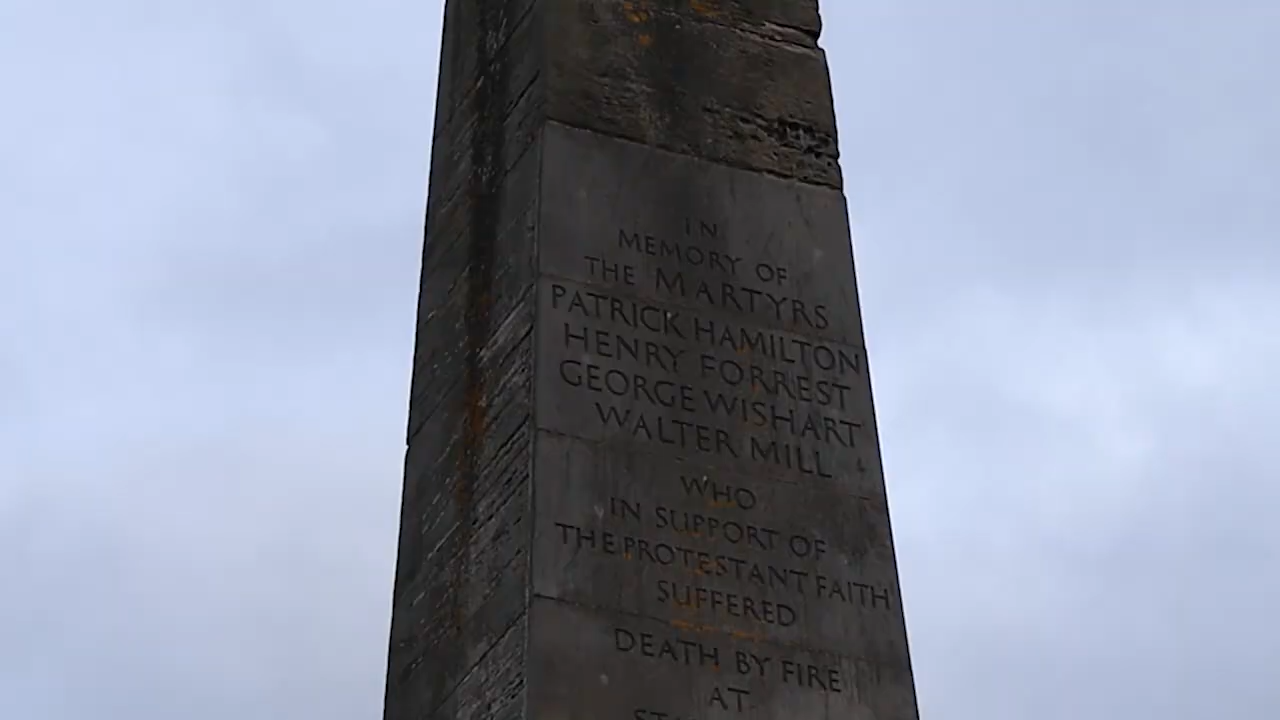 IN
MEMORY OF
THE MARTYRS
PATRICK HAMILTON
HENRY FORREST
GEORGE WISHART
WALTER MILL
WHO
IN SUPPORT OF
THE PROTESTANT FAITH
SUFFERED
DEATH BY FIRE
AT